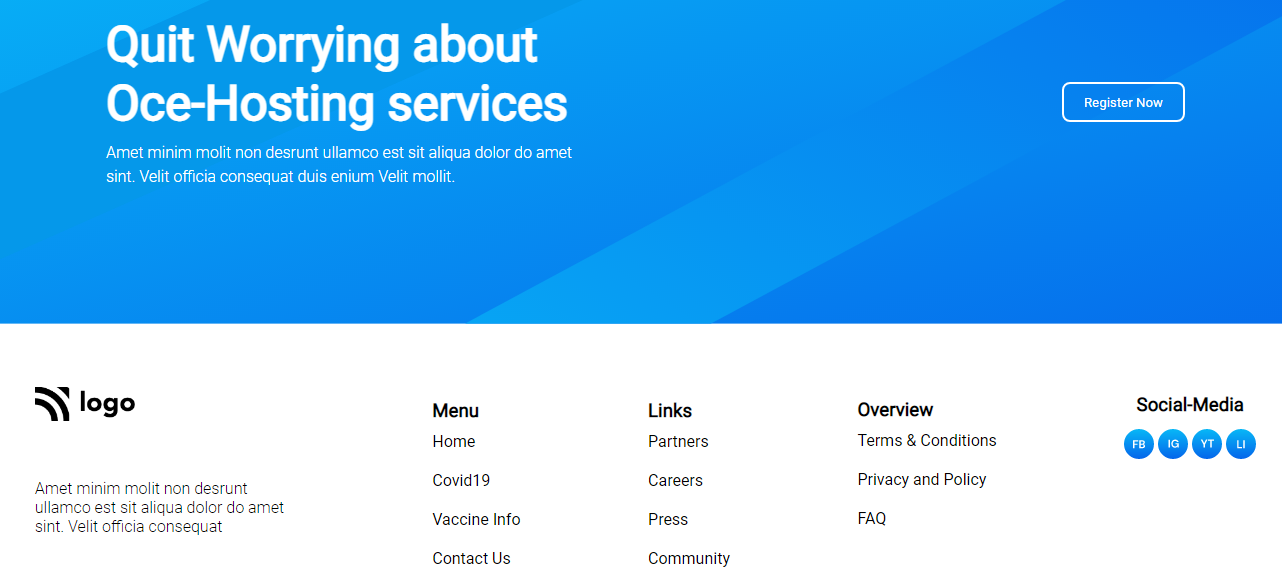 Quit Worrying about
Oce-Hosting services
Amet minim molit non desrunt ullamco est sit aliqua dolor do amet
sint. Velit officia consequat duis enium Velit mollit.
Register Now
logo
Amet minim molit non desrunt
ullamco est sit aliqua dolor do amet
sint. Velit officia consequat
Menu
Home
Covid19
Vaccine Info
Contact Us
Links
Partners
Careers
Press
Community
Overview
Terms & Conditions
Privacy and Policy
FAQ
Social-Media
FB IG YT LI